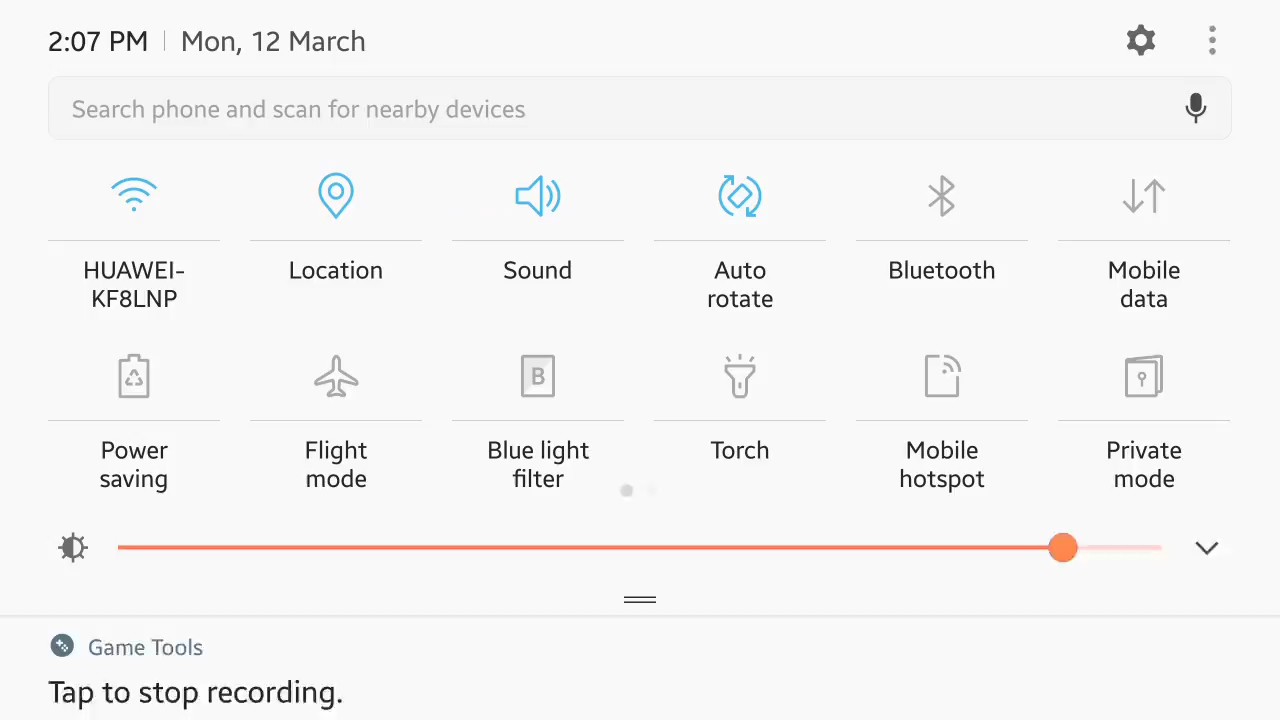 2:07 PM | Mon, 12 March
Search phone and scan for nearby devices
HUAWEI-
KF8LNP
Location
Sound
Auto
rotate
Bluetooth
Mobile
data
B
Power
saving
Flight
mode
Blue light
filter
Torch
Mobile
hotspot
Private
mode
Game Tools
Tap to stop recording.